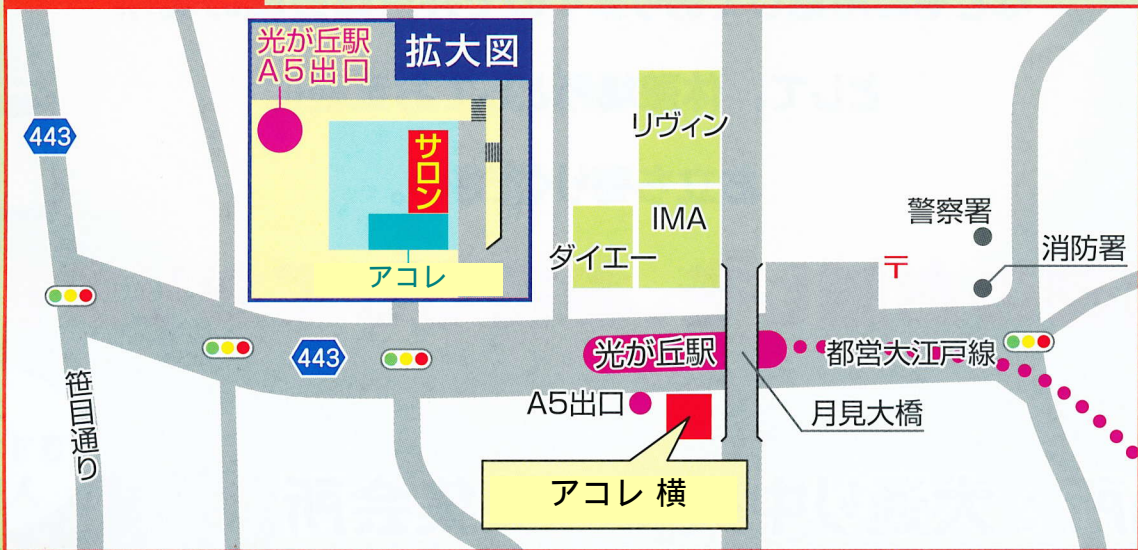 光が丘駅
A5出口
拡大図
サロン
アコレ
443
リヴィン
IMA
ダイエー
警察署
消防署
〒
443
光が丘駅
都営大江戸線
A5出口
月見大橋
笹目通り
アコレ 横